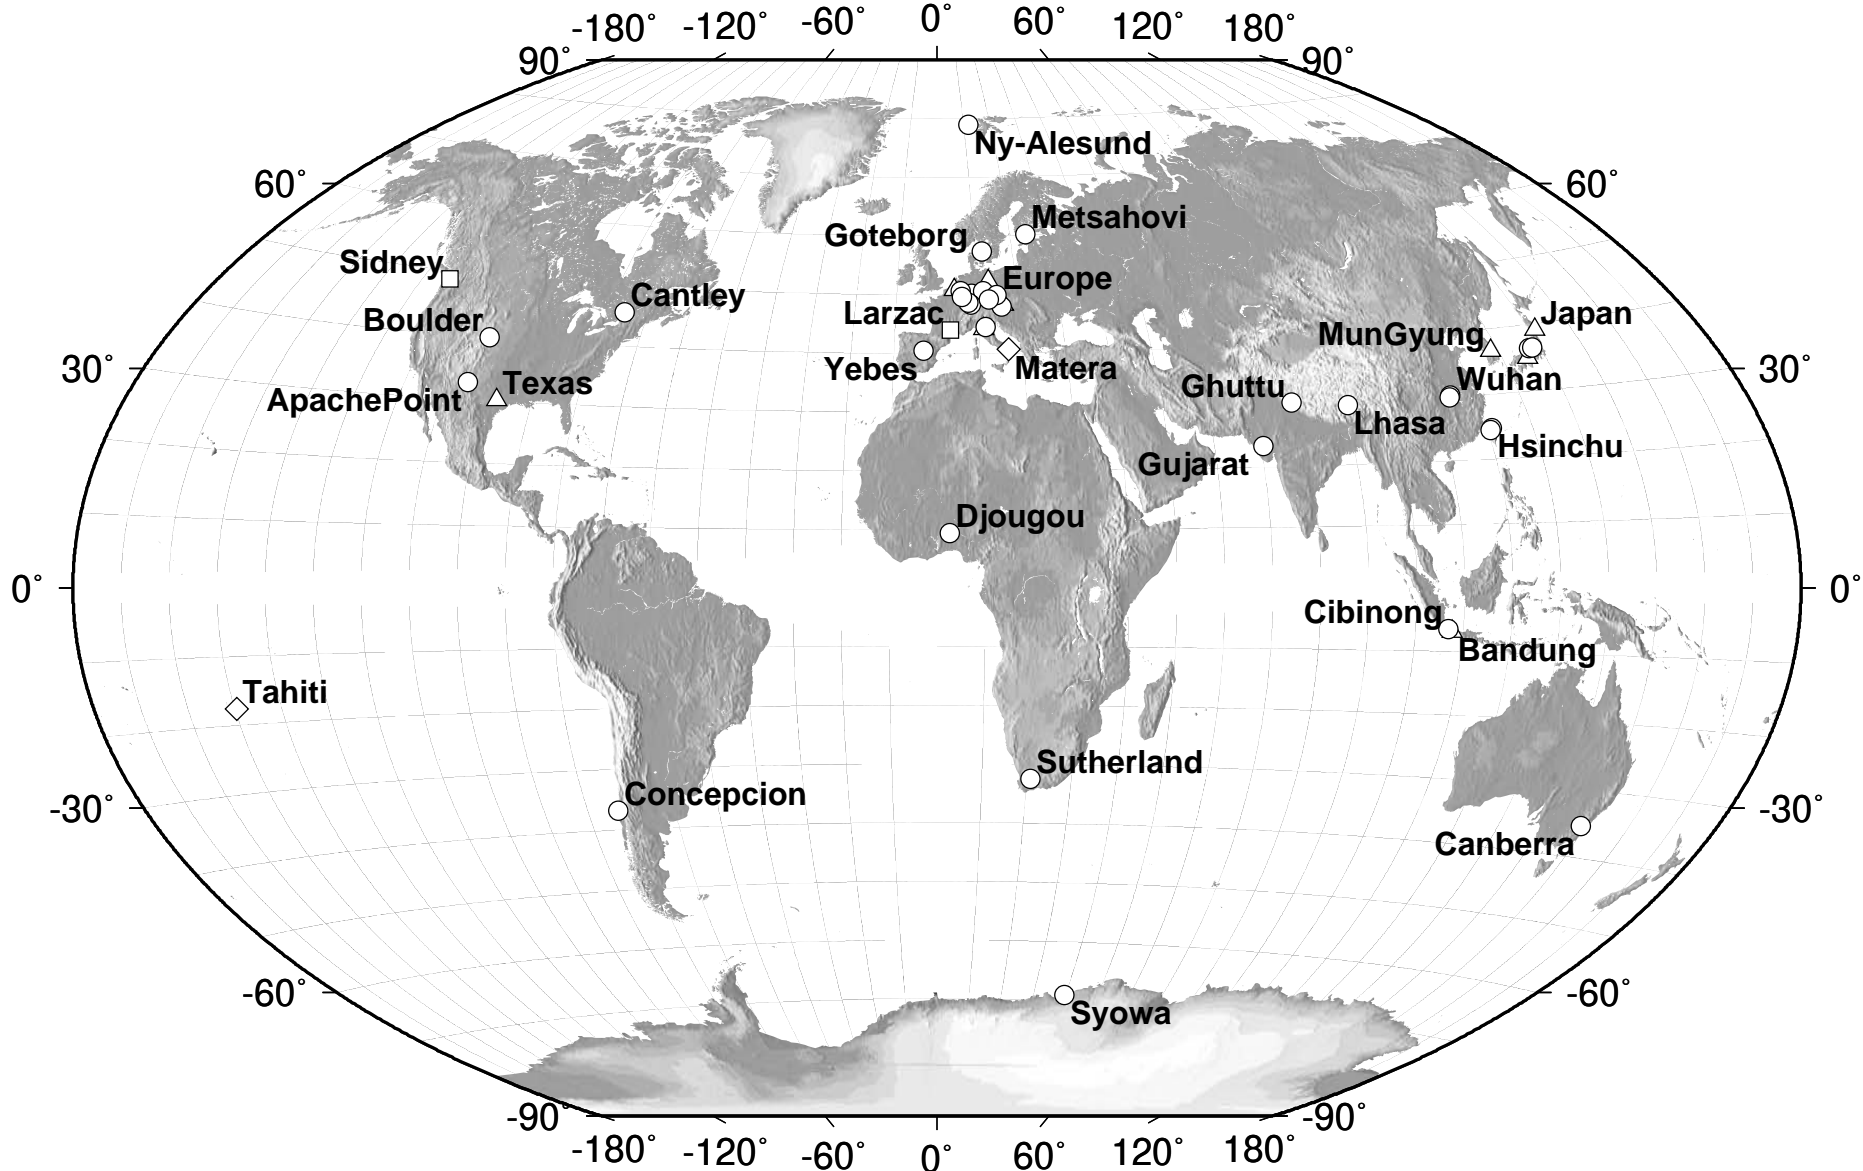 -180° -120° -60° 0° 60° 120° 180°
90° 90°
Ny-Alesund
60° 60°
Metsahovi
Goteborg
Sidney
Europe
Cantley
Larzac
Japan
Boulder
MunGyung
30° 30°
Yebes
Matera
Texas
Wuhan
Ghuttu
ApachePoint
Lhasa
Hsinchu
Gujarat
Djougou
0° 0°
Cibinong
Bandung
Tahiti
Sutherland
Concepcion
-30° -30°
Canberra
-60° -60°
Syowa
-90° -90°
-180° -120° -60° 0° 60° 120° 180°